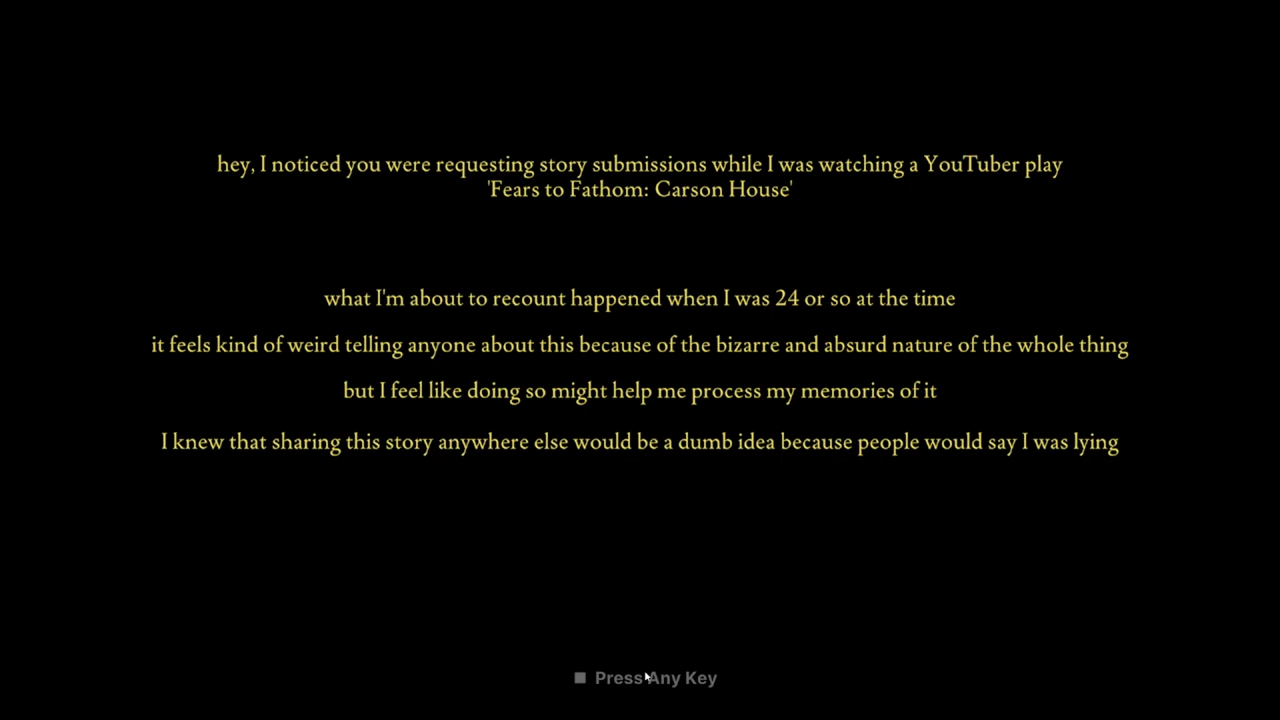 hey, I noticed you were requesting story submissions while I was watching a YouTuber play
'Fears to Fathom: Carson House'
what I'm about to recount happened when I was 24 or so at the time
it feels kind of weird telling anyone about this because of the bizarre and absurd nature of the whole thing
but I feel like doing so might help me process my memories of it
I knew that sharing this story anywhere else would be a dumb idea because people would say I was lying
Press Any Key